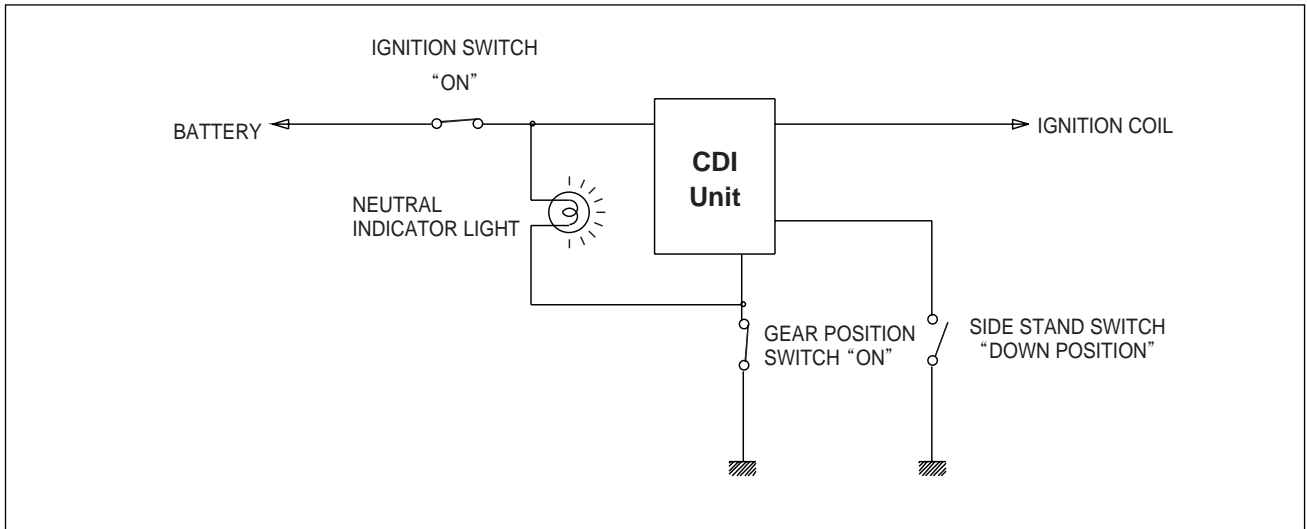 IGNITION SWITCH
“ON”
BATTERY
IGNITION COIL
CDI
Unit
NEUTRAL
INDICATOR LIGHT
GEAR POSITION
SWITCH “ON”
SIDE STAND SWITCH
“DOWN POSITION”